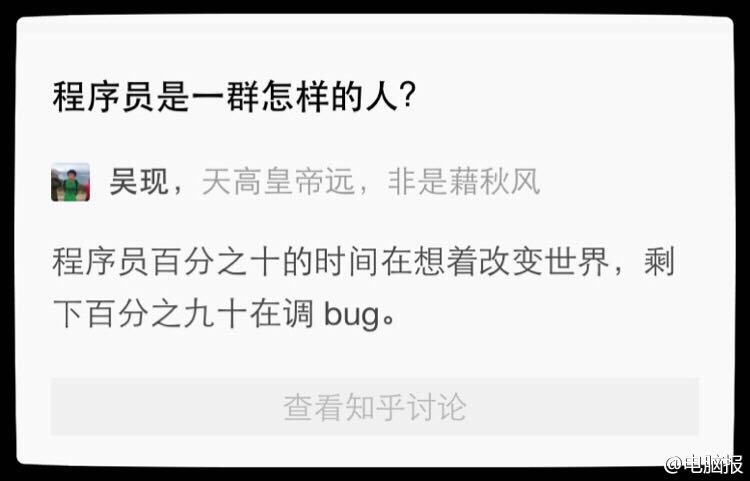 程序员是一群怎样的人?
吴现，天高皇帝远，非是藉秋风
程序员百分之十的时间在想着改变世界，剩
下百分之九十在调 bug。
查看知乎讨论
@电脑报